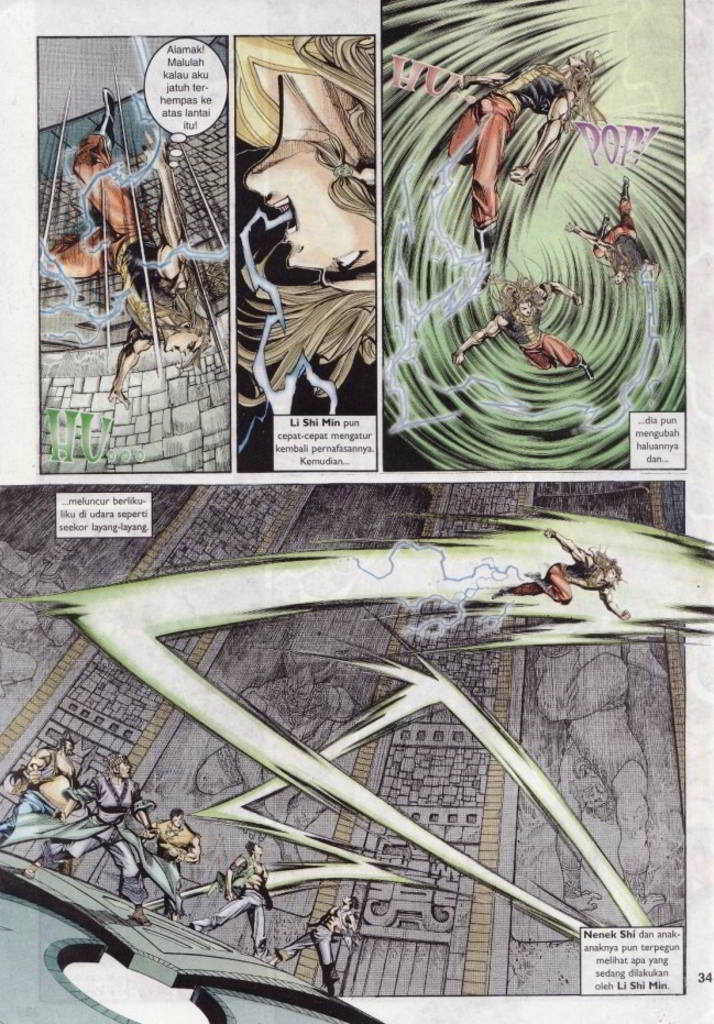 Alamak!
Malulah
kalau aku
jatuh ter-
hempas ke
atas lantai
itu!
HU...
Li Shi Min pun
cepat-cepat mengatur
kembali pernafasannya.
Kemudian...
HU...
POP!
...dia pun
mengubah
haluannya
dan...
...meluncur berliku-
liku di udara seperti
seekor layang-layang.
Nenek Shi dan anak-
anaknya pun terpegun
melihat apa yang
sedang dilakukan
oleh Li Shi Min.
34